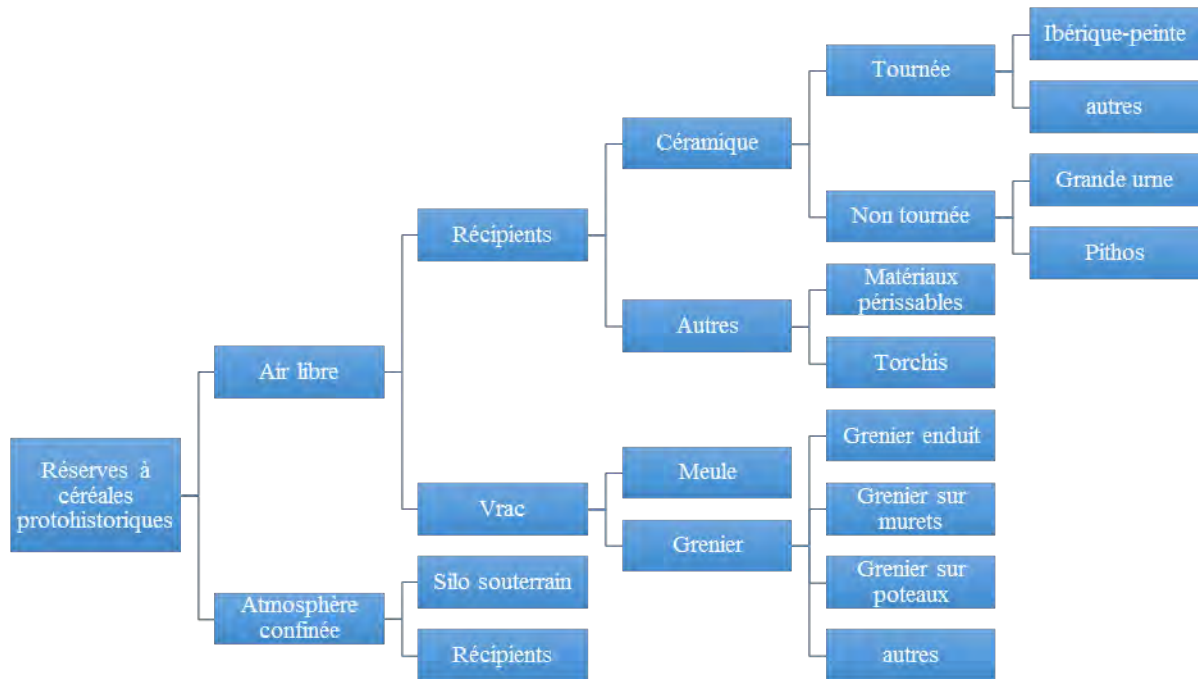 Réserves à
céréales
protohistoriques
Air libre
Récipients
Céramique
Tournée
Ibérique-peinte
autres
Non tournée
Grande urne
Pithos
Autres
Matériaux
périssables
Torchis
Vrac
Meule
Grenier
Grenier enduit
Grenier sur
murets
Grenier sur
poteaux
autres
Atmosphère
confinée
Silo souterrain
Récipients